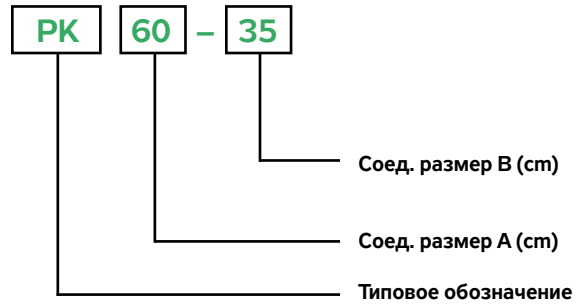 PK 60 – 35
Соед. размер B (cm)
Соед. размер A (cm)
Типовое обозначение